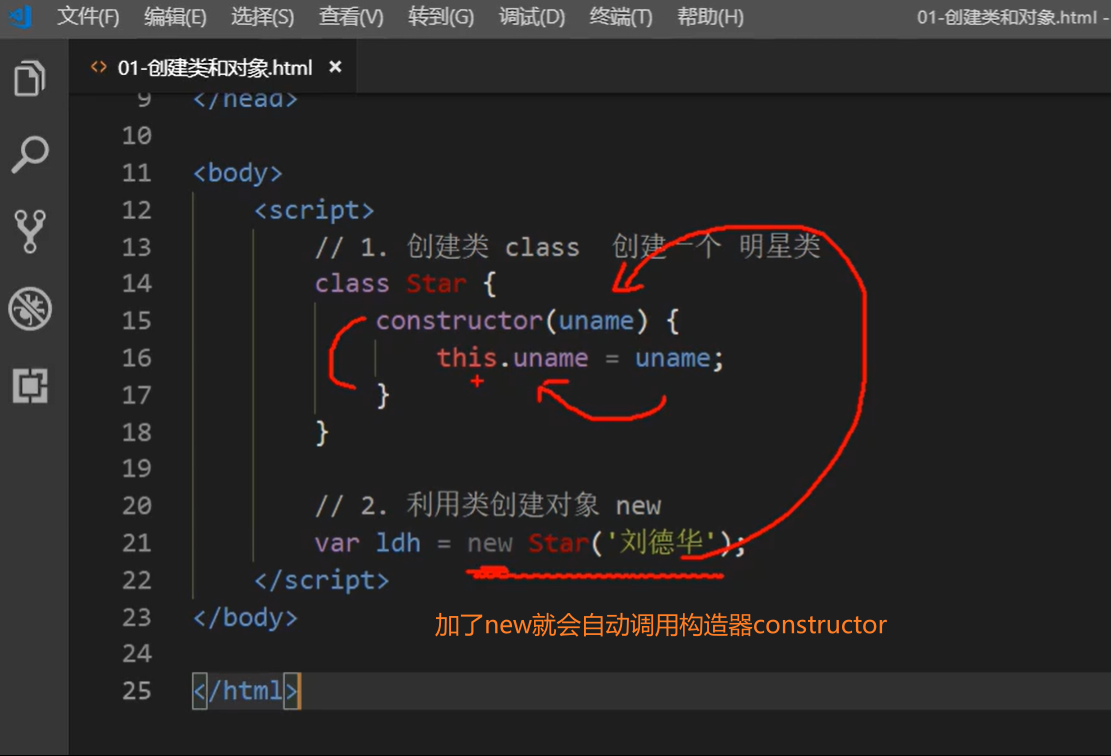 文件(F) 编辑(E) 选择(S) 查看(V) 转到(G) 调试(D) 终端(T) 帮助(H) 01-创建类和对象.html -
<> 01-创建类和对象.html ×
9 </head>
10
11 <body>
12 <script>
13 // 1. 创建类 class 创建一个 明星类
14 class Star {
15 constructor(uname) {
16 this.uname = uname;
17 }
18 }
19
20 // 2. 利用类创建对象 new
21 var ldh = new Star('刘德华');
22 </script>
23 </body>
加了new就会自动调用构造器constructor
24
25 </html>